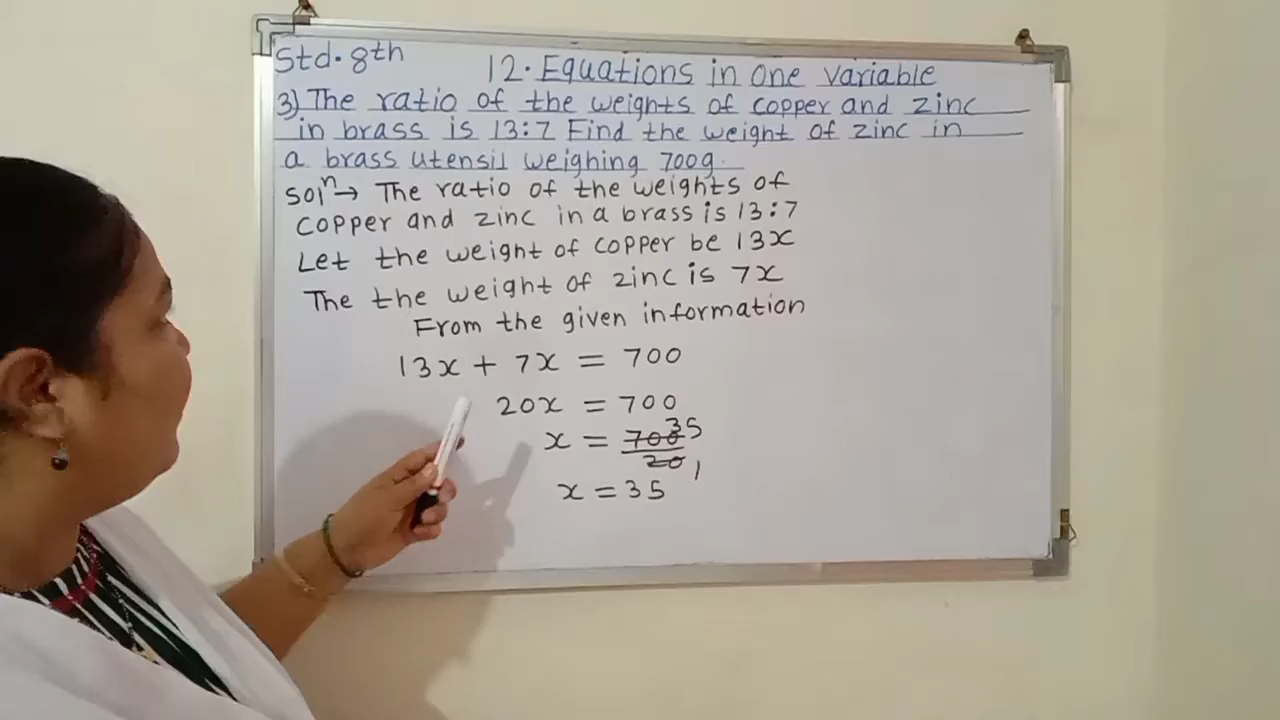 Std. 8th
12. Equations in one variable
3) The ratio of the weights of copper and zinc
in brass is 13:7 Find the weight of zinc in
a brass utensil weighing 700g.
Solⁿ → The ratio of the weights of
copper and zinc in a brass is 13:7
Let the weight of copper be 13x
The the weight of zinc is 7x
From the given information
13x + 7x = 700
20x = 700
x = 700/20 35 1
x = 35